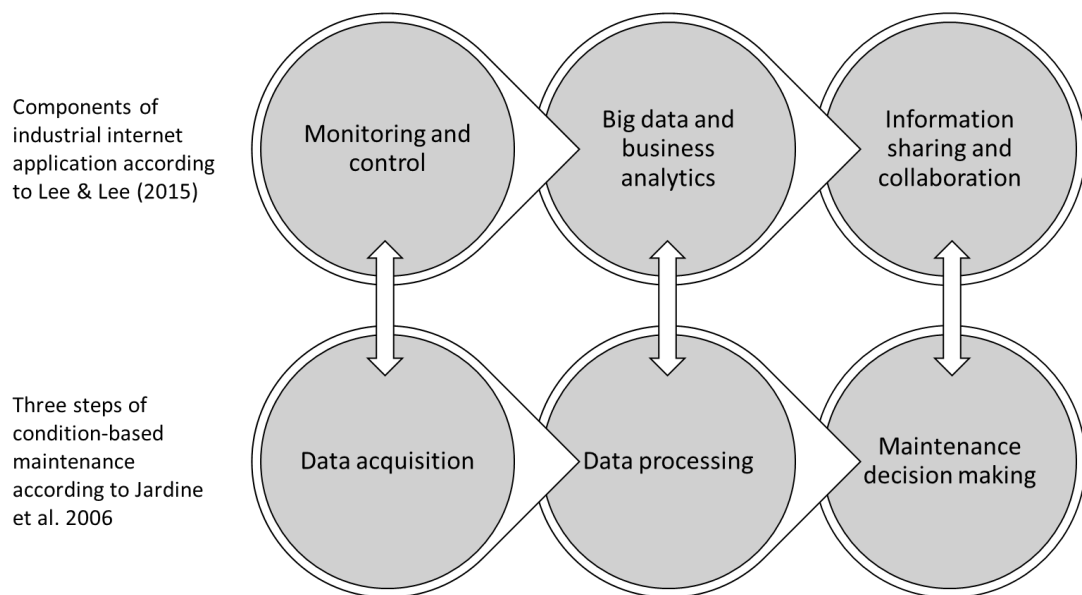 Components of
industrial internet
application according
to Lee & Lee (2015)
Monitoring and
control
Big data and
business
analytics
Information
sharing and
collaboration
Three steps of
condition-based
maintenance
according to Jardine
et al. 2006
Data acquisition
Data processing
Maintenance
decision making